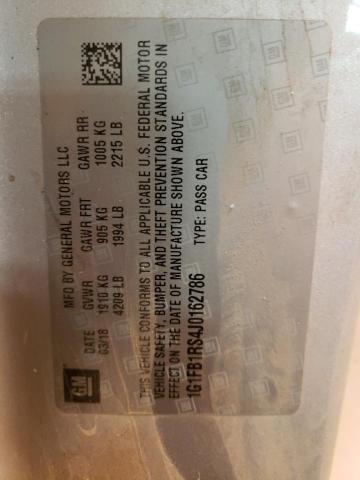 MFD BY GENERAL MOTORS LLC
DATE GVWR GAWR FRT GAWR RR
03/18 1910 KG 905 KG 1005 KG
4209 LB 1994 LB 2215 LB
THIS VEHICLE CONFORMS TO ALL APPLICABLE U.S. FEDERAL MOTOR
VEHICLE SAFETY, BUMPER, AND THEFT PREVENTION STANDARDS IN
EFFECT ON THE DATE OF MANUFACTURE SHOWN ABOVE.
1G1FB1RS4J0162786 TYPE: PASS CAR
GM